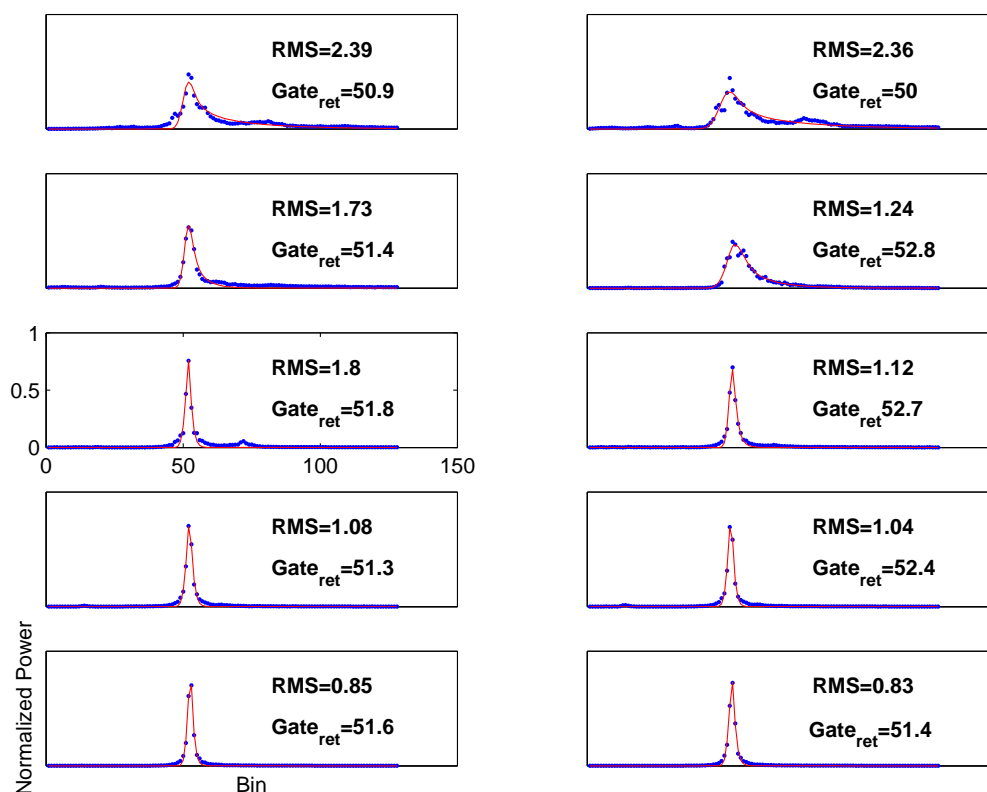 RMS=2.39
Gate_ret=50.9
RMS=2.36
Gate_ret=50
RMS=1.73
Gate_ret=51.4
RMS=1.24
Gate_ret=52.8
1
0.5
0
RMS=1.8
Gate_ret=51.8
0 50 100 150
RMS=1.12
Gate_ret52.7
RMS=1.08
Gate_ret=51.3
RMS=1.04
Gate_ret=52.4
Normalized Power
RMS=0.85
Gate_ret=51.6
Bin
RMS=0.83
Gate_ret=51.4